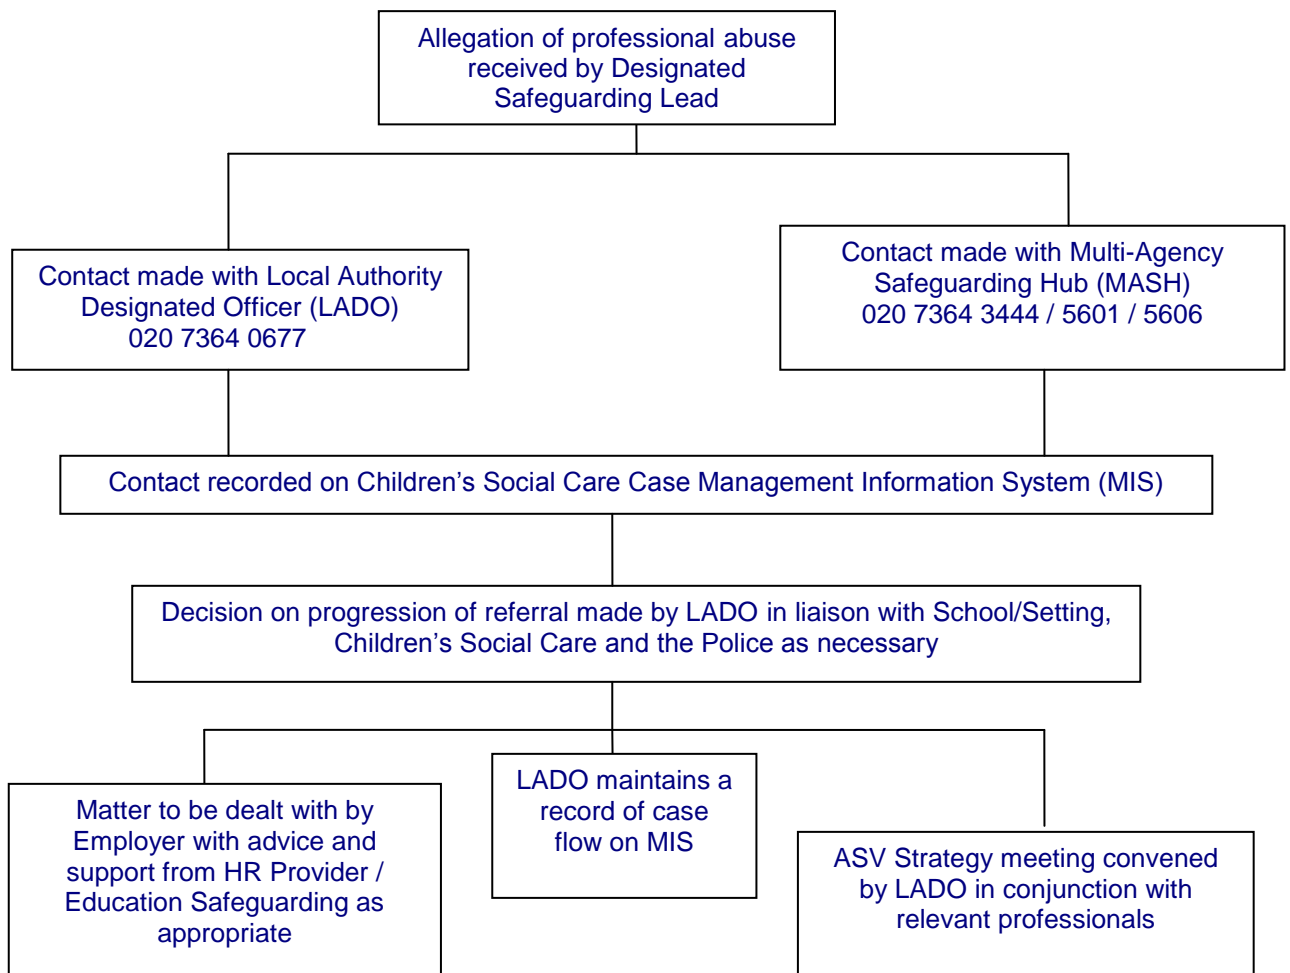 Allegation of professional abuse
received by Designated
Safeguarding Lead
Contact made with Local Authority
Designated Officer (LADO)
020 7364 0677
Contact made with Multi-Agency
Safeguarding Hub (MASH)
020 7364 3444 / 5601 / 5606
Contact recorded on Children’s Social Care Case Management Information System (MIS)
Decision on progression of referral made by LADO in liaison with School/Setting,
Children’s Social Care and the Police as necessary
Matter to be dealt with by
Employer with advice and
support from HR Provider /
Education Safeguarding as
appropriate
LADO maintains a
record of case
flow on MIS
ASV Strategy meeting convened
by LADO in conjunction with
relevant professionals